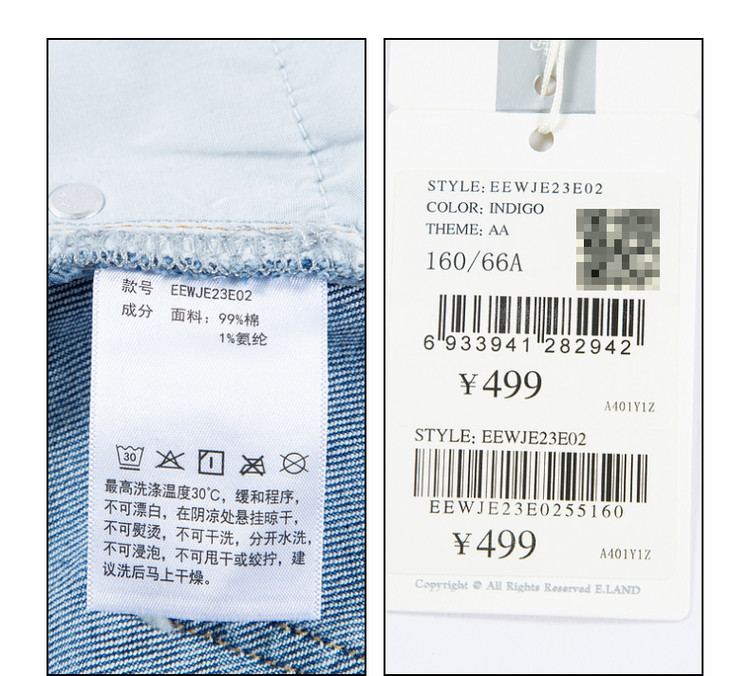 款号 EEWJE23E02
成分 面料：99%棉
1%氨纶
30
最高洗涤温度30℃，缓和程序，
不可漂白，在阴凉处悬挂晾干，
不可熨烫，不可干洗，分开水洗，
不可浸泡，不可甩干或绞拧，建
议洗后马上干燥。
STYLE: EEWJE23E02
COLOR: INDIGO
THEME: AA
160/66A
6 933941 282942
¥499
A401Y1Z
STYLE: EEWJE23E02
EEWJE23E0255160
¥499
A401Y1Z
Copyright © All Rights Reserved E.LAND